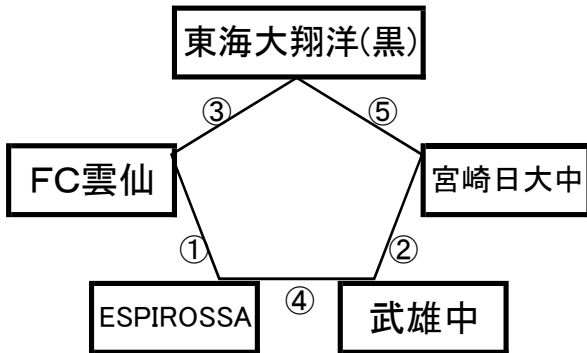 東海大翔洋(黒)
③
⑤
FC雲仙
宮崎日大中
①
②
ESPIROSSA
④
武雄中